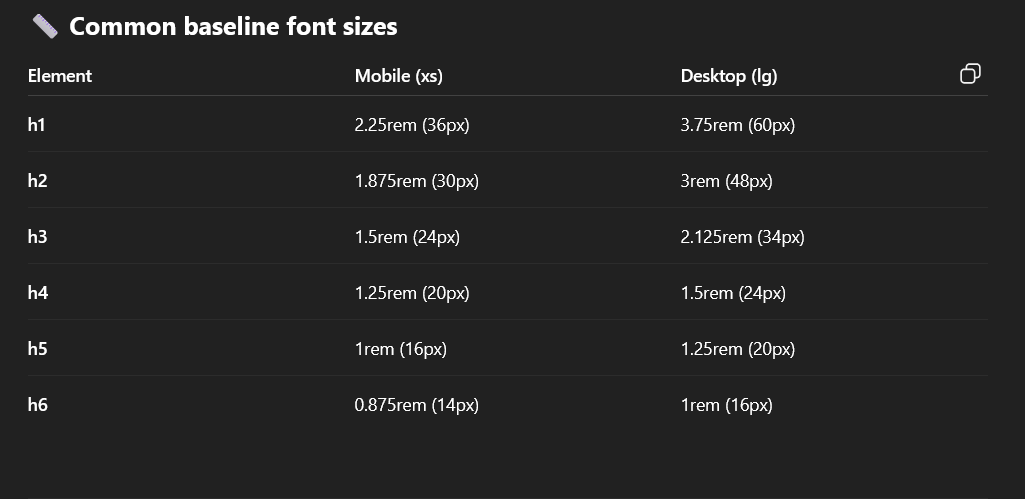 Common baseline font sizes
Element Mobile (xs) Desktop (lg)
h1 2.25rem (36px) 3.75rem (60px)
h2 1.875rem (30px) 3rem (48px)
h3 1.5rem (24px) 2.125rem (34px)
h4 1.25rem (20px) 1.5rem (24px)
h5 1rem (16px) 1.25rem (20px)
h6 0.875rem (14px) 1rem (16px)